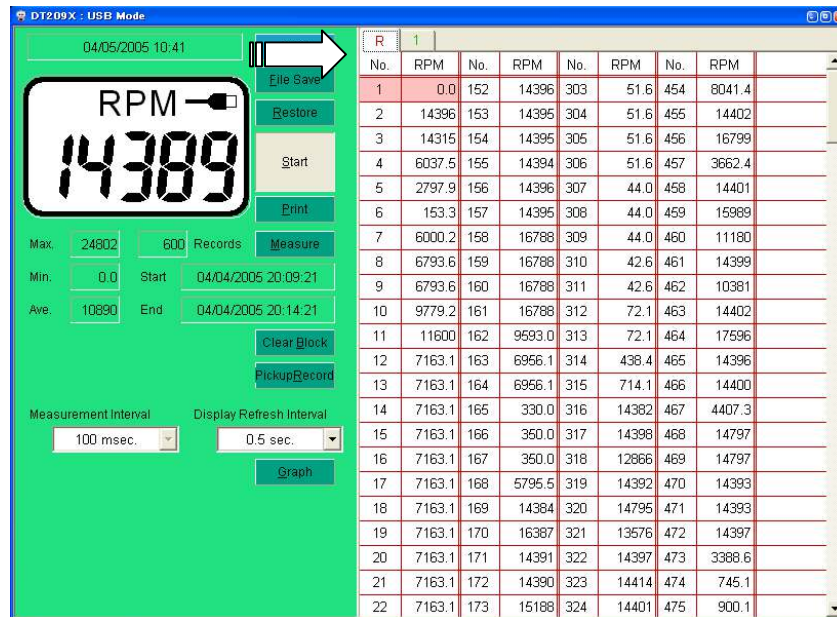 DT209X : USB Mode
04/05/2005 10:41
File Save
Restore
Start
Print
Measure
RPM
14389
Max. 24802 600 Records
Min. 0.0 Start 04/04/2005 20:09:21
Ave. 10890 End 04/04/2005 20:14:21
Clear Block
PickupRecord
Measurement Interval Display Refresh Interval
100 msec. 0.5 sec.
Graph
R 1
No. RPM No. RPM No. RPM No. RPM
1 0.0 152 14396 303 51.6 454 8041.4
2 14396 153 14395 304 51.6 455 14402
3 14315 154 14395 305 51.6 456 16799
4 6037.5 155 14394 306 51.6 457 3662.4
5 2797.9 156 14396 307 44.0 458 14401
6 153.3 157 14395 308 44.0 459 15989
7 6000.2 158 16788 309 44.0 460 11180
8 6793.6 159 16788 310 42.6 461 14399
9 6793.6 160 16788 311 42.6 462 10381
10 9779.2 161 16788 312 72.1 463 14402
11 11600 162 9593.0 313 72.1 464 17596
12 7163.1 163 6956.1 314 438.4 465 14396
13 7163.1 164 6956.1 315 714.1 466 14400
14 7163.1 165 330.0 316 14382 467 4407.3
15 7163.1 166 350.0 317 14398 468 14797
16 7163.1 167 350.0 318 12866 469 14797
17 7163.1 168 5795.5 319 14392 470 14393
18 7163.1 169 14384 320 14795 471 14393
19 7163.1 170 16387 321 13576 472 14397
20 7163.1 171 14391 322 14397 473 3388.6
21 7163.1 172 14390 323 14414 474 745.1
22 7163.1 173 15188 324 14401 475 900.1